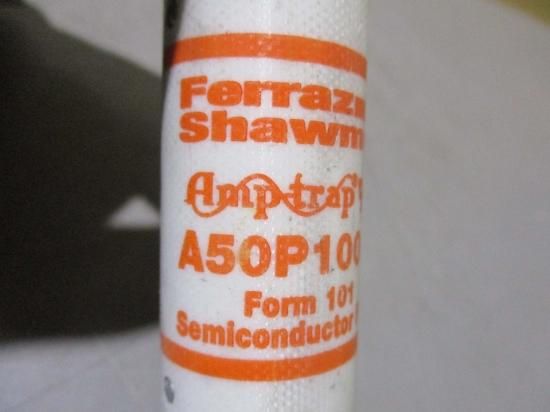 Ferraz
Shawm
Amp-trap
A50P100
Form 101
Semiconductor